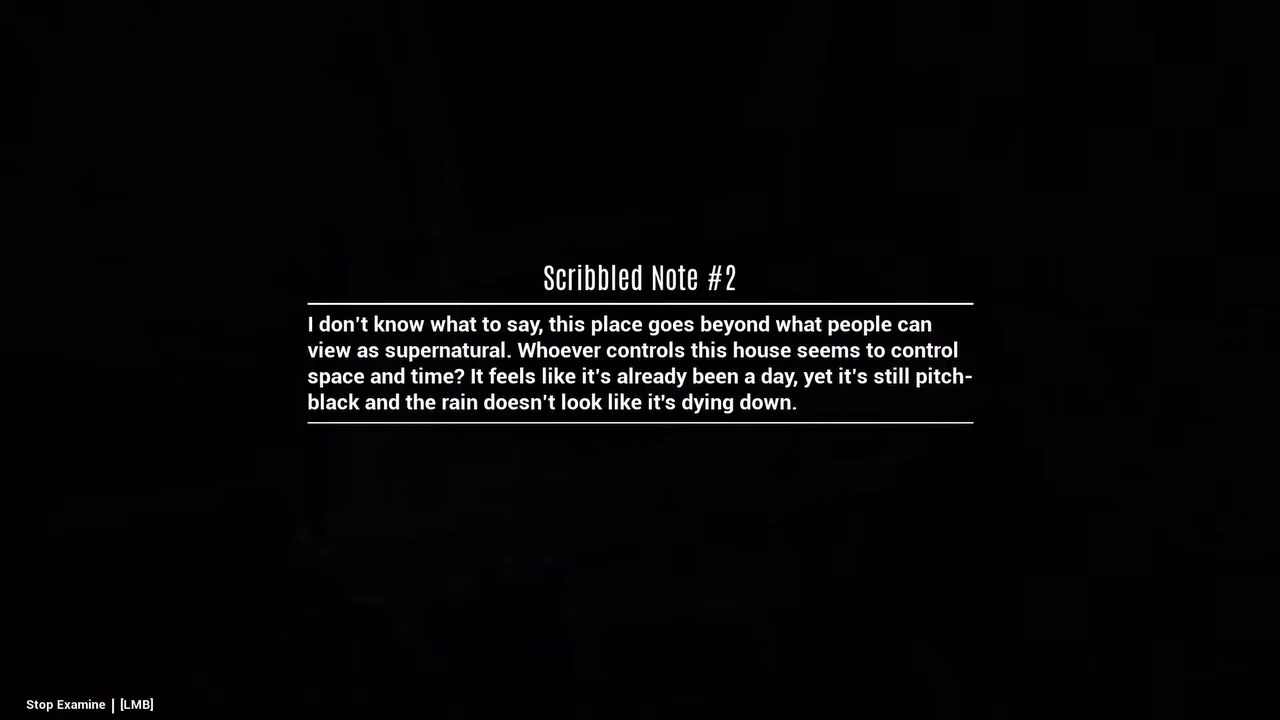 Scribbled Note #2
I don't know what to say, this place goes beyond what people can
view as supernatural. Whoever controls this house seems to control
space and time? It feels like it's already been a day, yet it's still pitch-
black and the rain doesn't look like it's dying down.
Stop Examine | [LMB]